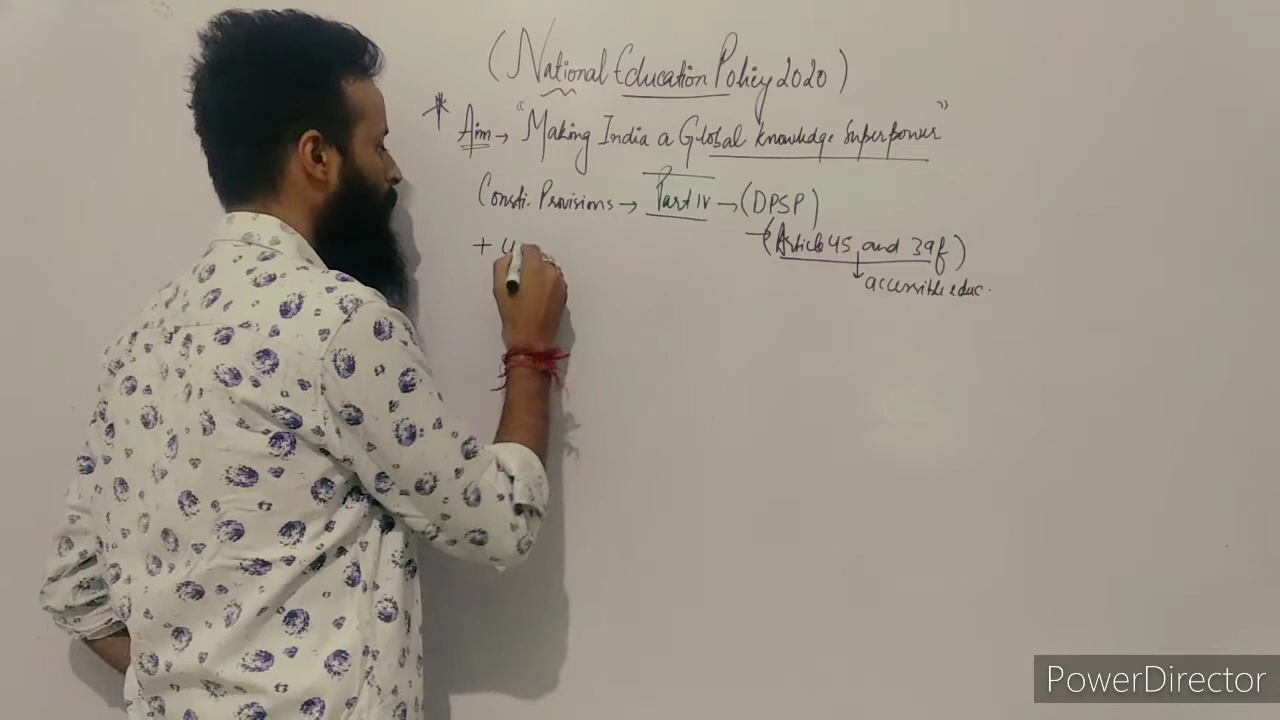 (National Education Policy 2020)
* Aim → "Making India a Global Knowledge Superpower"
Consti. Provisions → Part IV → (DPSP)
→ (Article 45 and 39f)
↓ accessible educ.
+ 4
PowerDirector